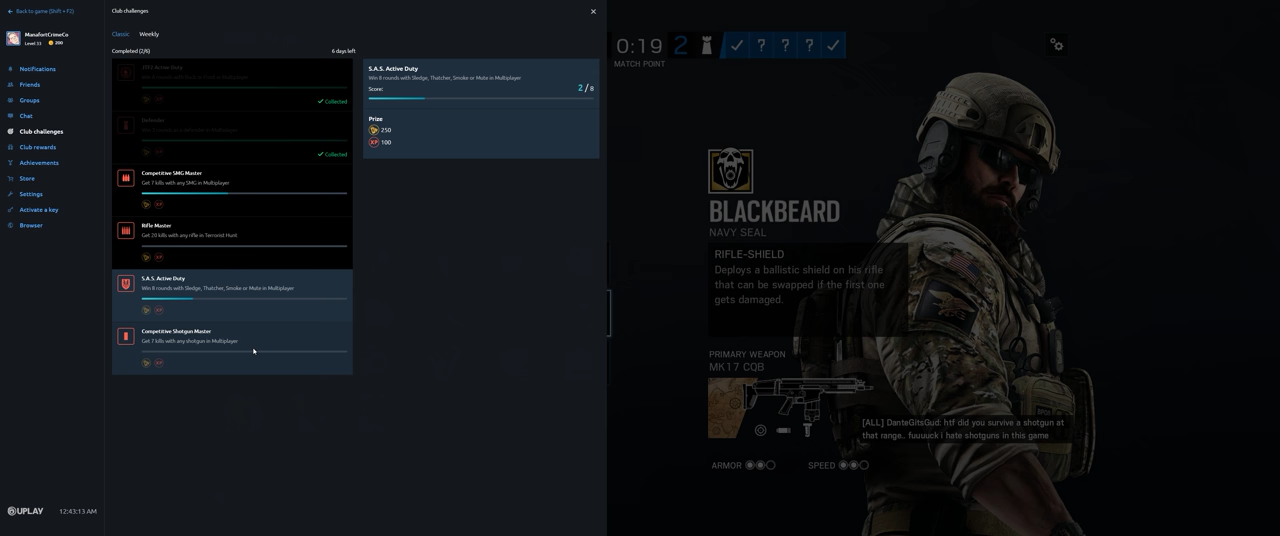 Back to game (Shift + F2)
ManafortCrimeCo
Level 33 200
Notifications
Friends
Groups
Chat
Club challenges
Club rewards
Achievements
Store
Settings
Activate a key
Browser
UPLAY
12:43:13 AM
Club challenges
Classic Weekly
Completed (2/6) 6 days left
Active Duty
Collected
Defender
Collected
Competitive SMG Master
Get 7 kills with any SMG in Multiplayer
Rifle Master
Get 20 kills with any rifle in Terrorist Hunt
S.A.S. Active Duty
Win 8 rounds with Sledge, Thatcher, Smoke or Mute in Multiplayer
Competitive Shotgun Master
Get 7 kills with any shotgun in Multiplayer
S.A.S. Active Duty
Win 8 rounds with Sledge, Thatcher, Smoke or Mute in Multiplayer
Score: 2 / 8
Prize
250
XP 100
0:19 2 ? ? ?
MATCH POINT
BLACKBEARD
NAVY SEAL
RIFLE-SHIELD
Deploys a ballistic shield on his rifle
that can be swapped if the first one
gets damaged.
PRIMARY WEAPON
MK17 CQB
[ALL] DanteGitsGud: htf did you survive a shotgun at
that range.. fuuuuck i hate shotguns in this game
ARMOR SPEED